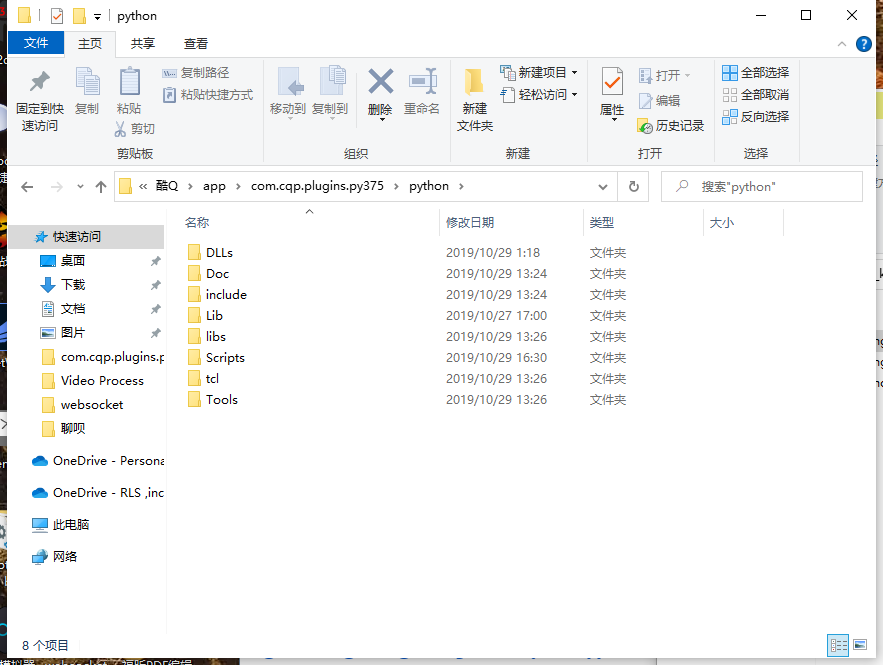 python
文件 主页 共享 查看
固定到快速访问
复制
粘贴
复制路径
粘贴快捷方式
剪切
剪贴板
移动到
复制到
删除
重命名
组织
新建文件夹
新建项目
轻松访问
新建
属性
打开
编辑
历史记录
打开
全部选择
全部取消
反向选择
选择
« 酷Q › app › com.cqp.plugins.py375 › python ›
搜索"python"
名称 修改日期 类型 大小
快速访问
桌面
下载
文档
图片
com.cqp.plugins.p
Video Process
websocket
聊呗
OneDrive - Persona
OneDrive - RLS ,inc
此电脑
网络
DLLs 2019/10/29 1:18 文件夹
Doc 2019/10/29 13:24 文件夹
include 2019/10/29 13:24 文件夹
Lib 2019/10/27 17:00 文件夹
libs 2019/10/29 13:26 文件夹
Scripts 2019/10/29 16:30 文件夹
tcl 2019/10/29 13:26 文件夹
Tools 2019/10/29 13:26 文件夹
8 个项目